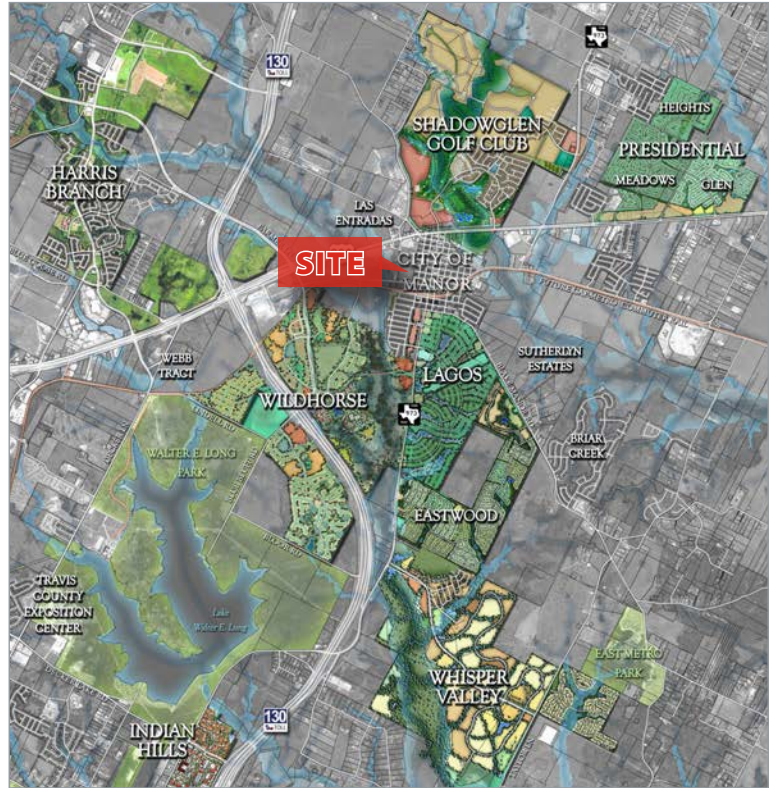 130
TOLL
973
SHADOWGLEN
GOLF CLUB
HEIGHTS
PRESIDENTIAL
MEADOWS
GLEN
HARRIS
BRANCH
LAS
ENTRADAS
SITE
CITY OF
MANOR
SUTHERLYN
ESTATES
WEBB
TRACT
LAGOS
WILDHORSE
973
BRIAR
CREEK
WALTER E. LONG
PARK
EASTWOOD
TRAVIS
COUNTY
EXPOSITION
CENTER
Lake
Walter E. Long
EAST METRO
PARK
WHISPER
VALLEY
130
TOLL
INDIAN
HILLS